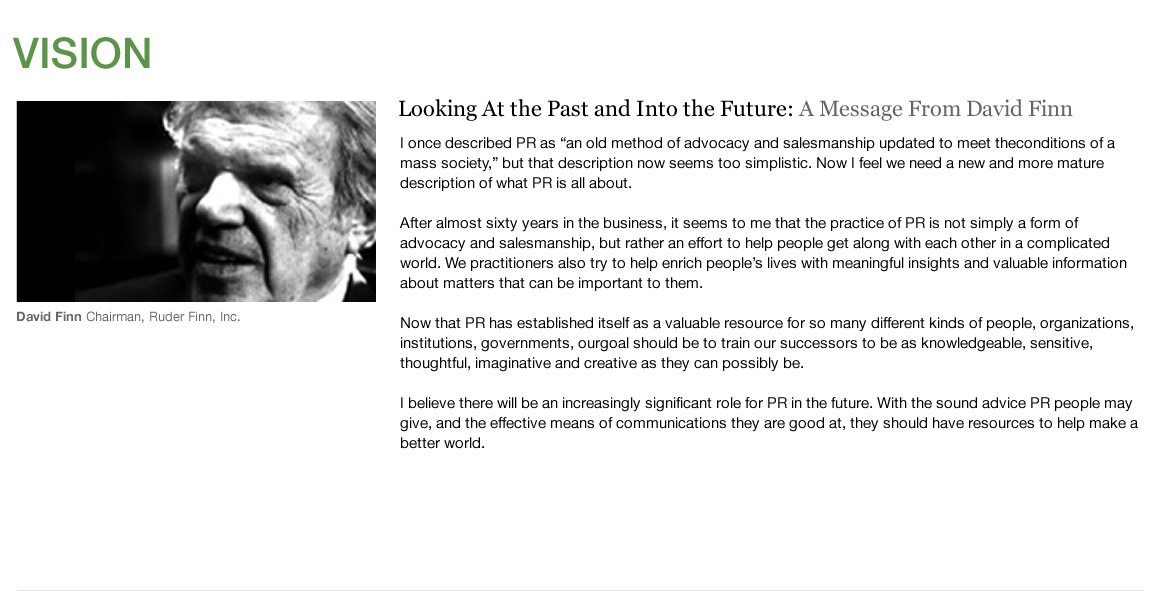 VISION
Looking At the Past and Into the Future: A Message From David Finn
I once described PR as “an old method of advocacy and salesmanship updated to meet theconditions of a
mass society,” but that description now seems too simplistic. Now I feel we need a new and more mature
description of what PR is all about.
After almost sixty years in the business, it seems to me that the practice of PR is not simply a form of
advocacy and salesmanship, but rather an effort to help people get along with each other in a complicated
world. We practitioners also try to help enrich people’s lives with meaningful insights and valuable information
about matters that can be important to them.
Now that PR has established itself as a valuable resource for so many different kinds of people, organizations,
institutions, governments, ourgoal should be to train our successors to be as knowledgeable, sensitive,
thoughtful, imaginative and creative as they can possibly be.
I believe there will be an increasingly significant role for PR in the future. With the sound advice PR people may
give, and the effective means of communications they are good at, they should have resources to help make a
better world.
David Finn Chairman, Ruder Finn, Inc.